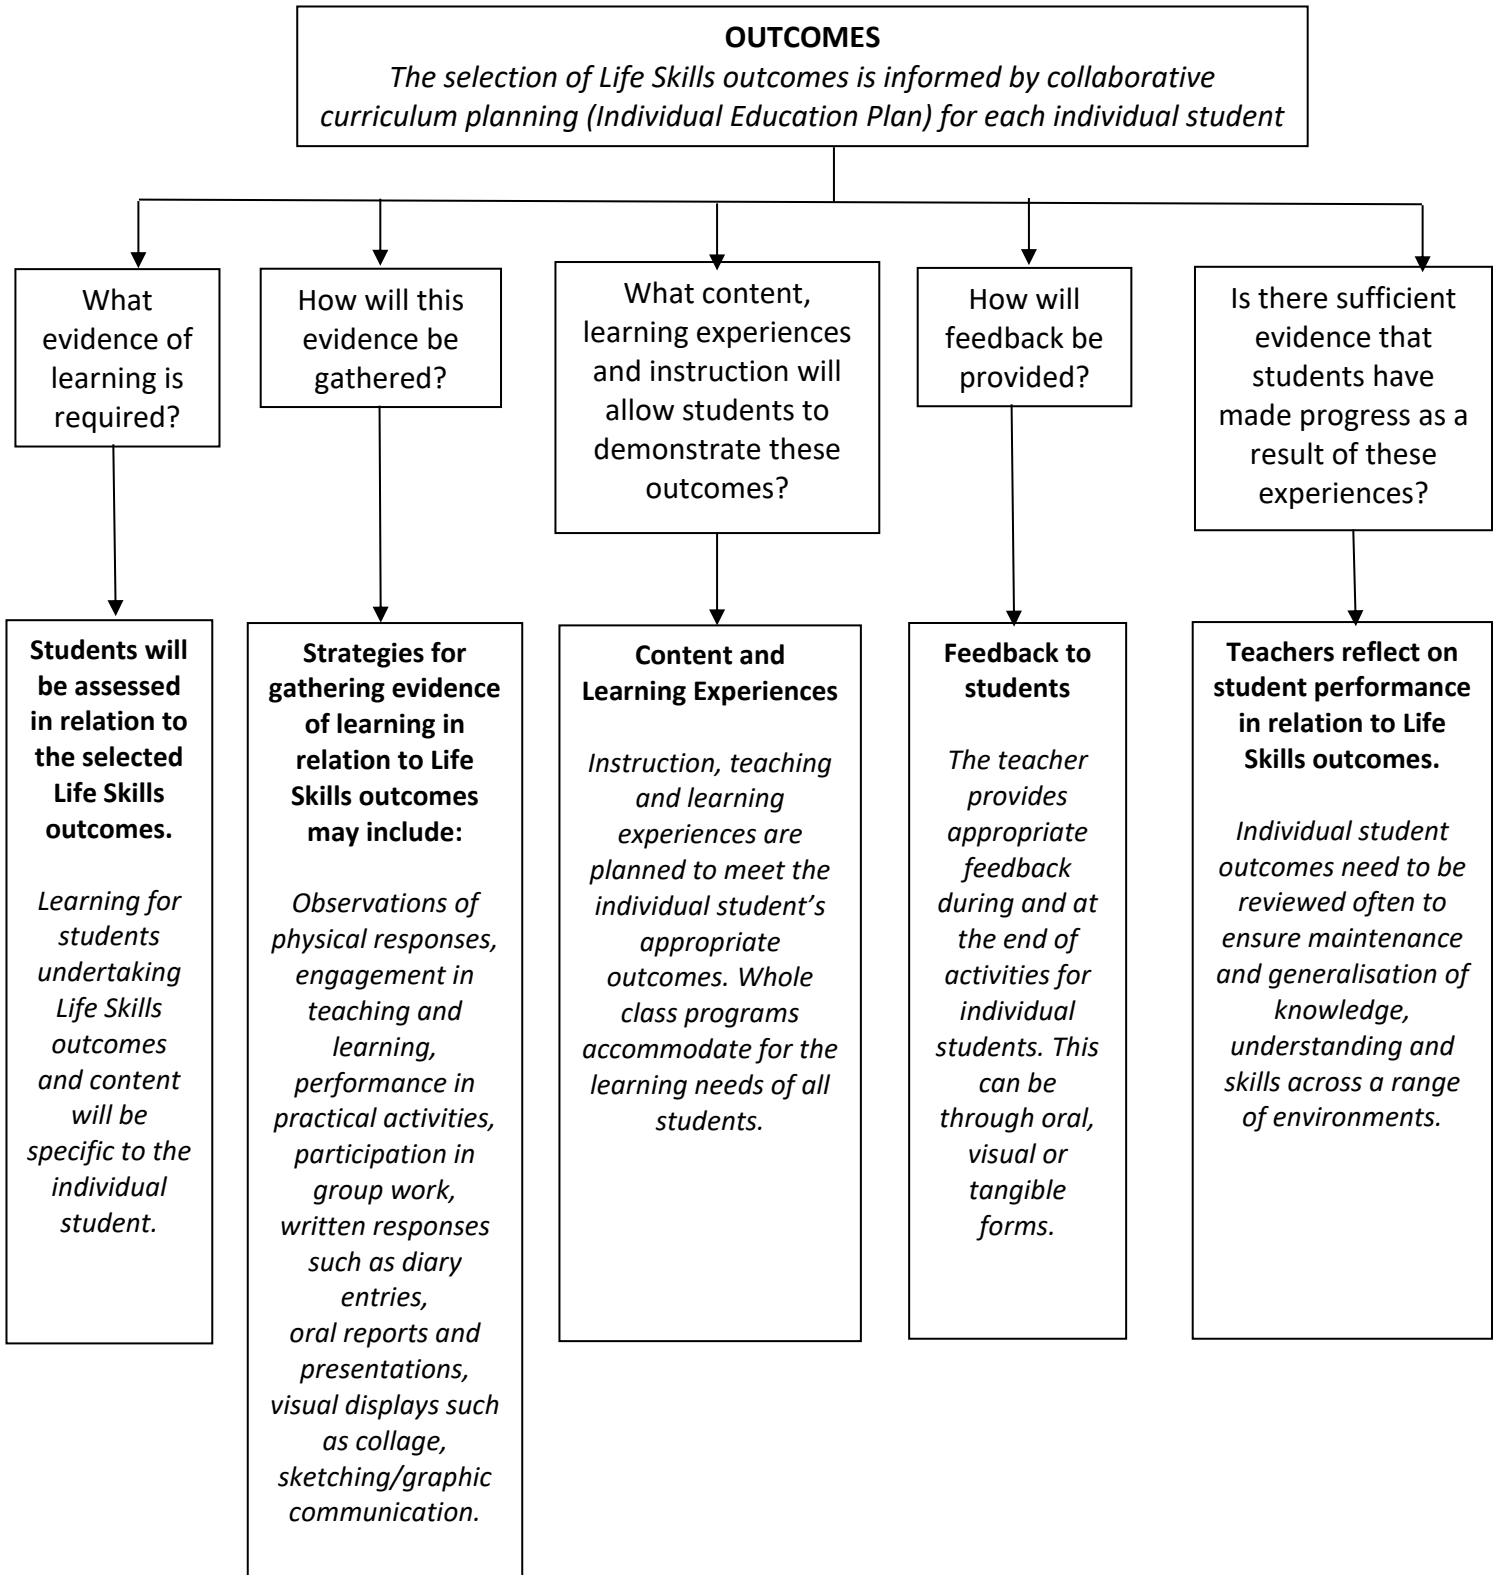 OUTCOMES
The selection of Life Skills outcomes is informed by collaborative
curriculum planning (Individual Education Plan) for each individual student
What
evidence of
learning is
required?
How will this
evidence be
gathered?
What content,
learning experiences
and instruction will
allow students to
demonstrate these
outcomes?
How will
feedback be
provided?
Is there sufficient
evidence that
students have
made progress as a
result of these
experiences?
Students will
be assessed
in relation to
the selected
Life Skills
outcomes.
Learning for
students
undertaking
Life Skills
outcomes
and content
will be
specific to the
individual
student.
Strategies for
gathering evidence
of learning in
relation to Life
Skills outcomes
may include:
Observations of
physical responses,
engagement in
teaching and
learning,
performance in
practical activities,
participation in
group work,
written responses
such as diary
entries,
oral reports and
presentations,
visual displays such
as collage,
sketching/graphic
communication.
Content and
Learning Experiences
Instruction, teaching
and learning
experiences are
planned to meet the
individual student’s
appropriate
outcomes. Whole
class programs
accommodate for the
learning needs of all
students.
Feedback to
students
The teacher
provides
appropriate
feedback
during and at
the end of
activities for
individual
students. This
can be
through oral,
visual or
tangible
forms.
Teachers reflect on
student performance
in relation to Life
Skills outcomes.
Individual student
outcomes need to be
reviewed often to
ensure maintenance
and generalisation of
knowledge,
understanding and
skills across a range
of environments.